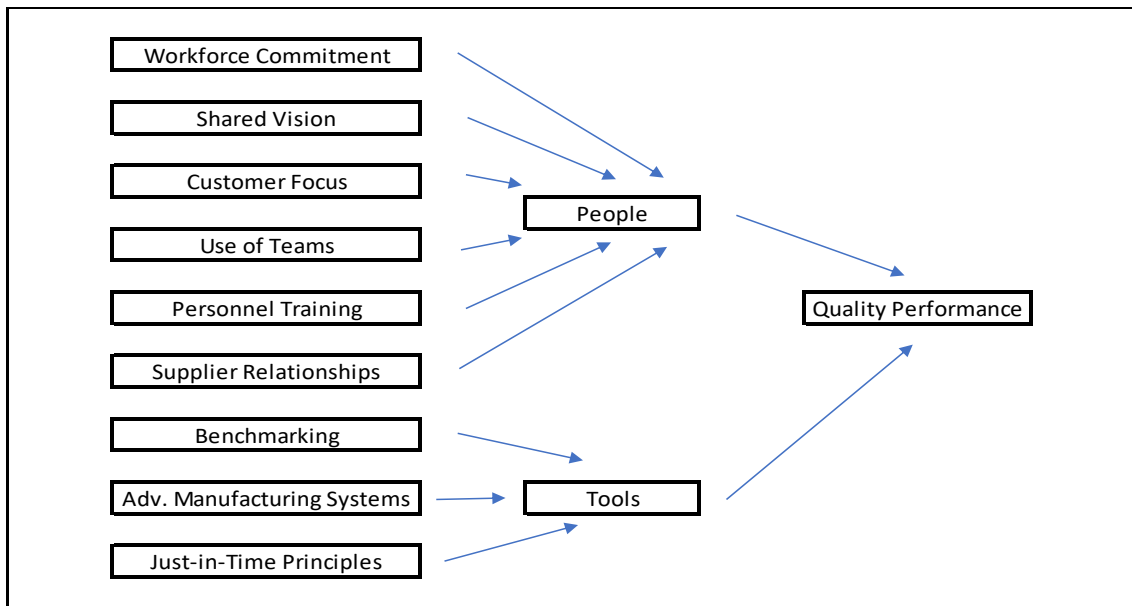 Workforce Commitment
Shared Vision
Customer Focus
Use of Teams
Personnel Training
Supplier Relationships
Benchmarking
Adv. Manufacturing Systems
Just-in-Time Principles
People
Tools
Quality Performance